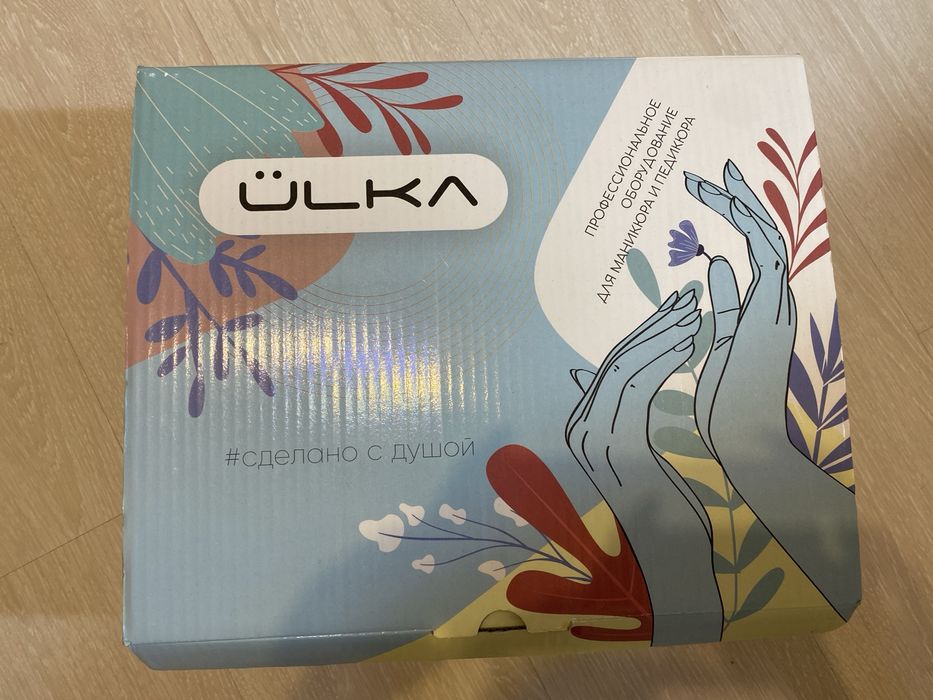 ÜLKA
ПРОФЕССИОНАЛЬНОЕ
ОБОРУДОВАНИЕ
ДЛЯ МАНИКЮРА И ПЕДИКЮРА
#сделано с душой